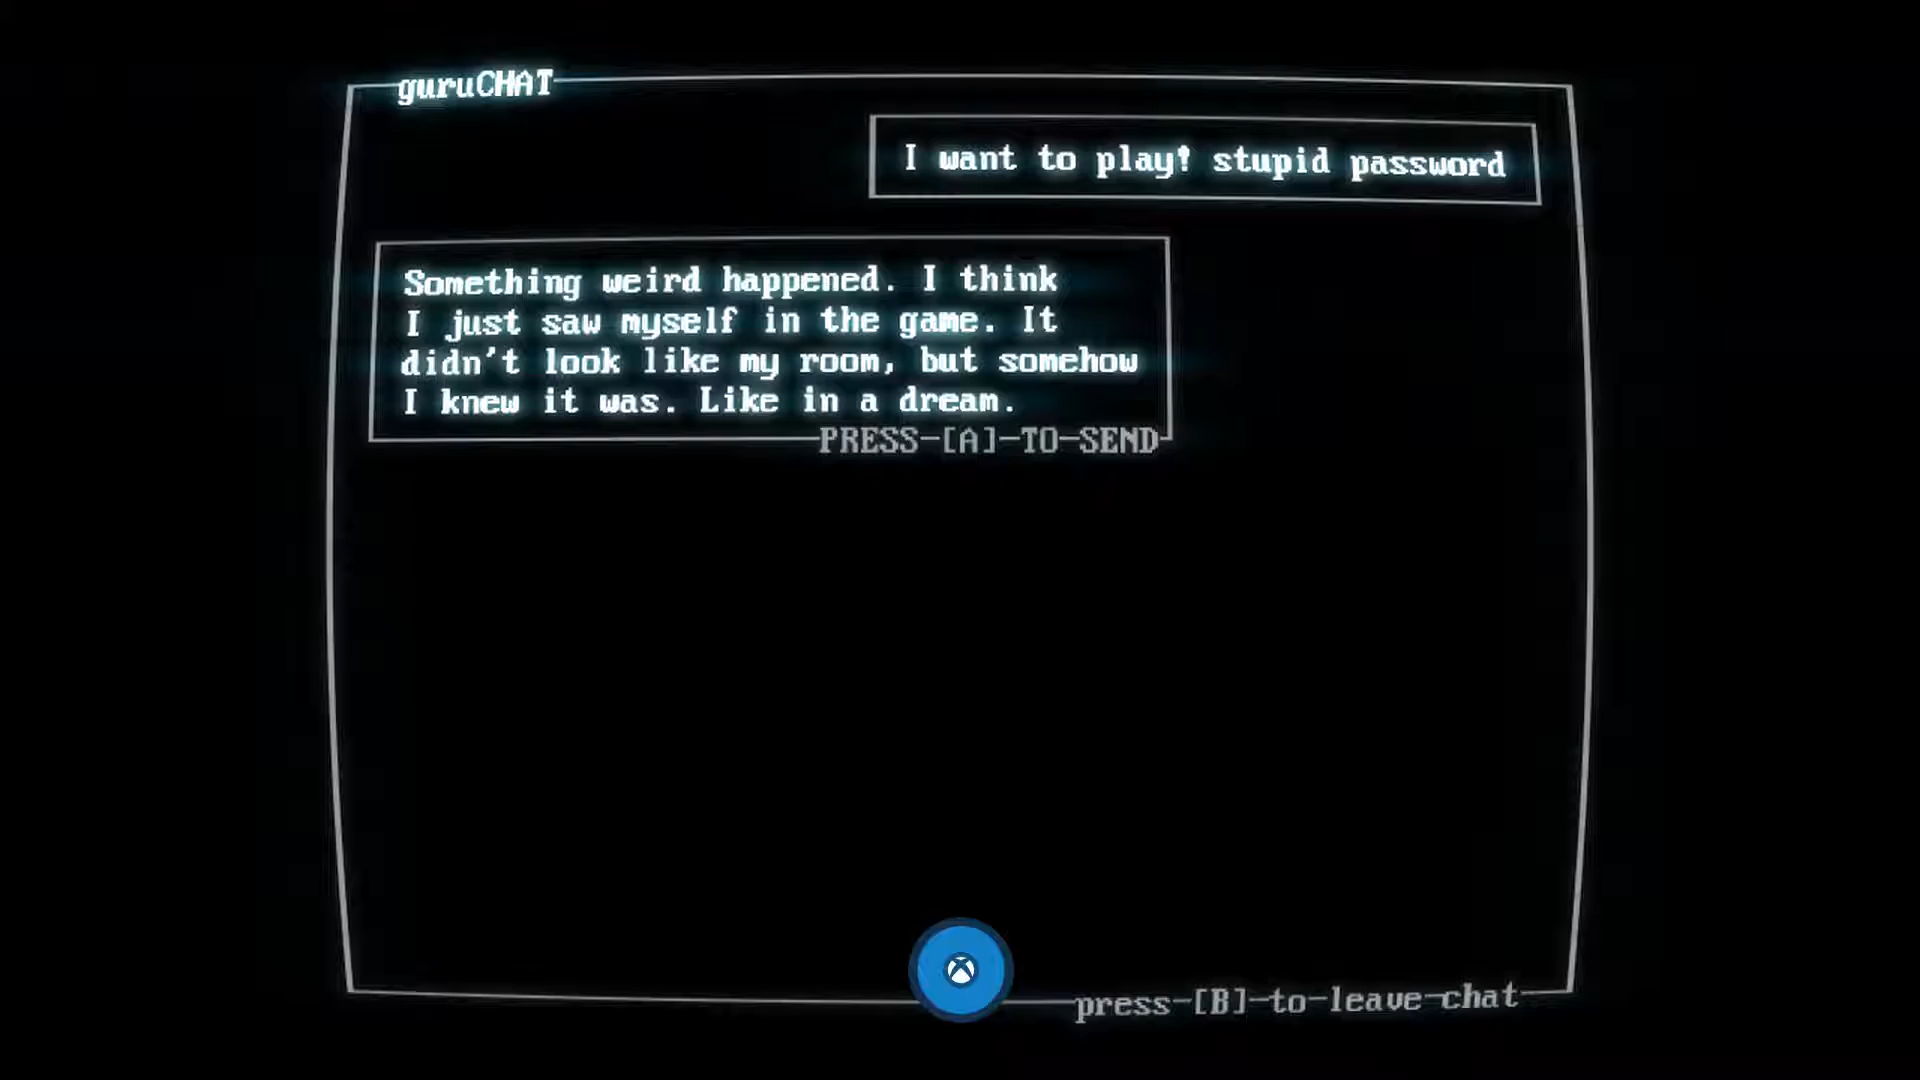 guruCHAT
I want to play! stupid password
Something weird happened. I think
I just saw myself in the game. It
didn't look like my room, but somehow
I knew it was. Like in a dream.
PRESS-[A]-TO-SEND
press-[B]-to-leave-chat